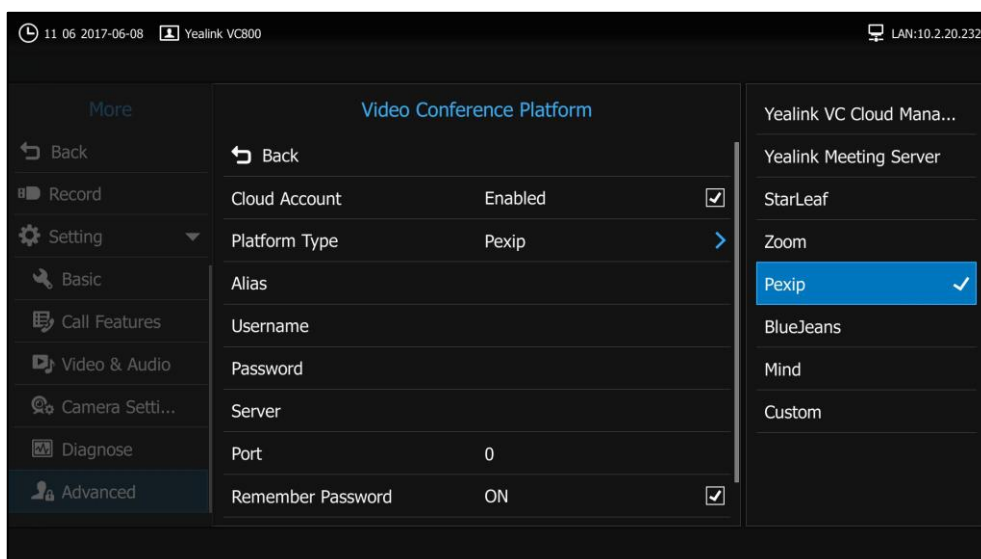 11 06 2017-06-08 Yealink VC800 LAN:10.2.20.232
More
Back
Record
Setting
Basic
Call Features
Video & Audio
Camera Setti...
Diagnose
Advanced
Video Conference Platform
Back
Cloud Account Enabled
Platform Type Pexip
Alias
Username
Password
Server
Port 0
Remember Password ON
Yealink VC Cloud Mana...
Yealink Meeting Server
StarLeaf
Zoom
Pexip
BlueJeans
Mind
Custom